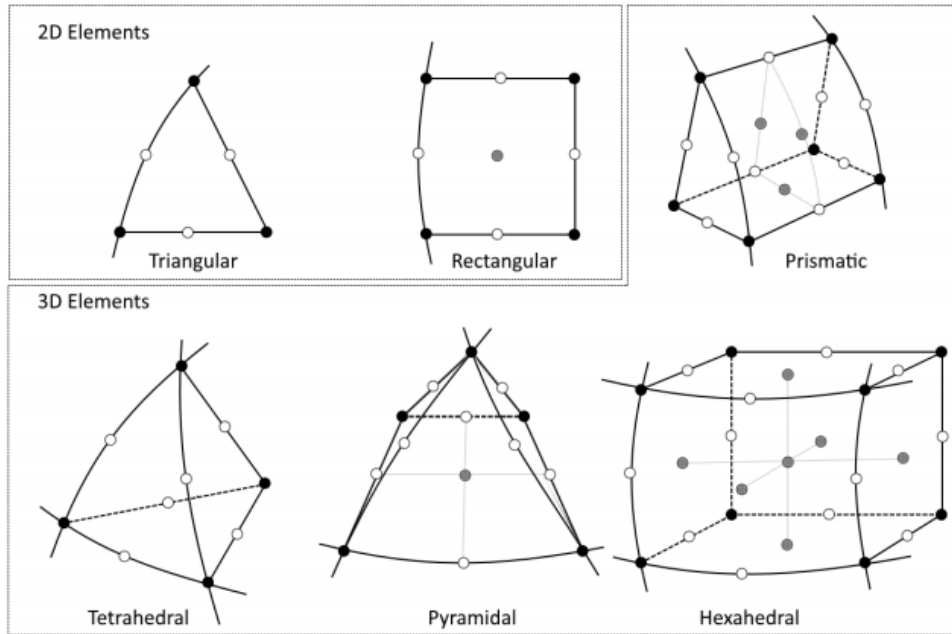 2D Elements
Triangular
Rectangular
Prismatic
3D Elements
Tetrahedral
Pyramidal
Hexahedral